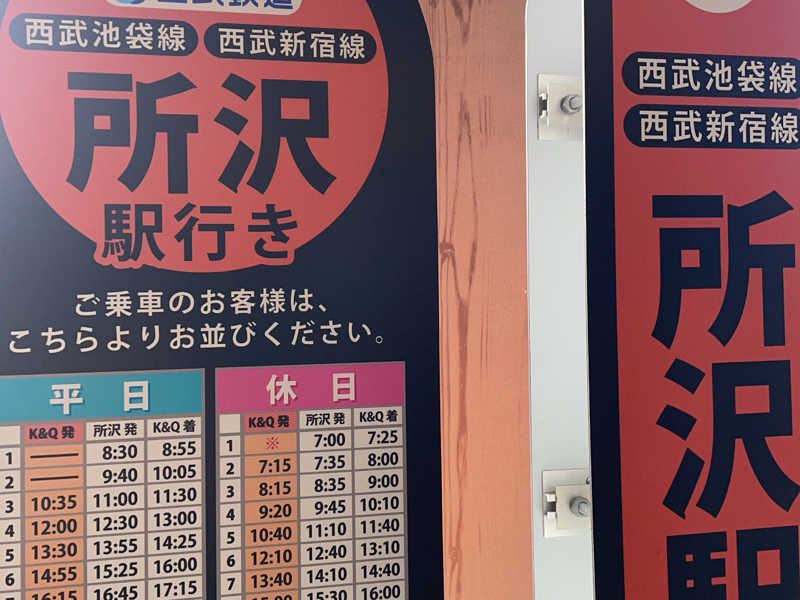 西武池袋線 西武新宿線
所沢
駅行き
ご乗車のお客様は、
こちらよりお並びください。
平日
K&Q発 所沢発 K&Q着
1 — 8:30 8:55
2 — 9:40 10:05
3 10:35 11:00 11:30
4 12:00 12:30 13:00
5 13:30 13:55 14:25
6 14:55 15:25 16:00
16:15 16:45 17:15
休日
K&Q発 所沢発 K&Q着
1 ※ 7:00 7:25
2 7:15 7:35 8:00
3 8:15 8:35 9:00
4 9:20 9:45 10:10
5 10:40 11:10 11:40
6 12:10 12:40 13:10
7 13:40 14:10 14:40
15:30 16:00
西武池袋線
西武新宿線
所沢駅